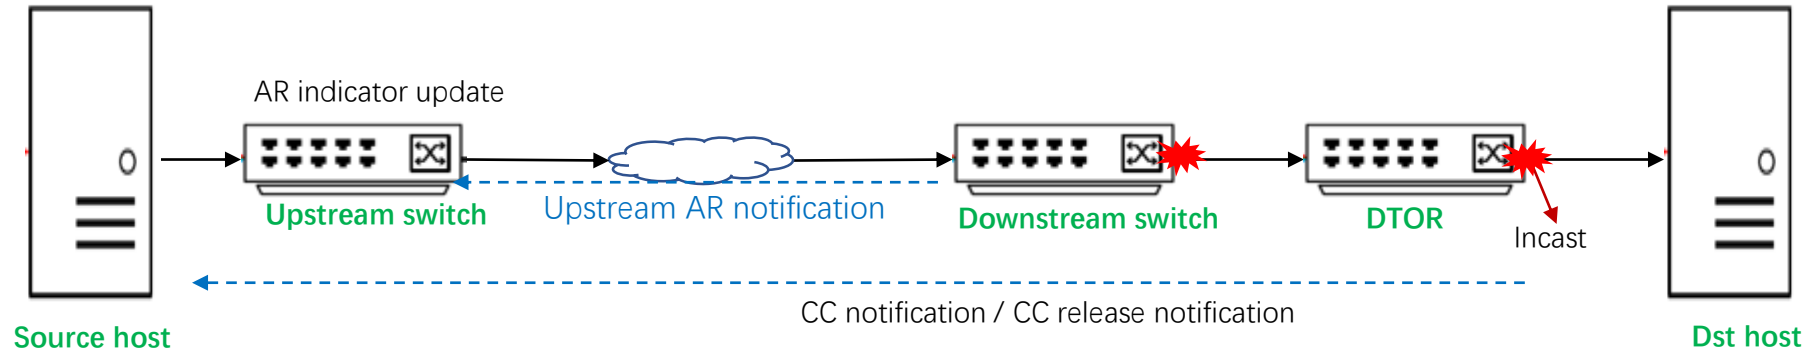 AR indicator update
Upstream switch
Upstream AR notification
Downstream switch
DTOR
Incast
CC notification / CC release notification
Source host
Dst host